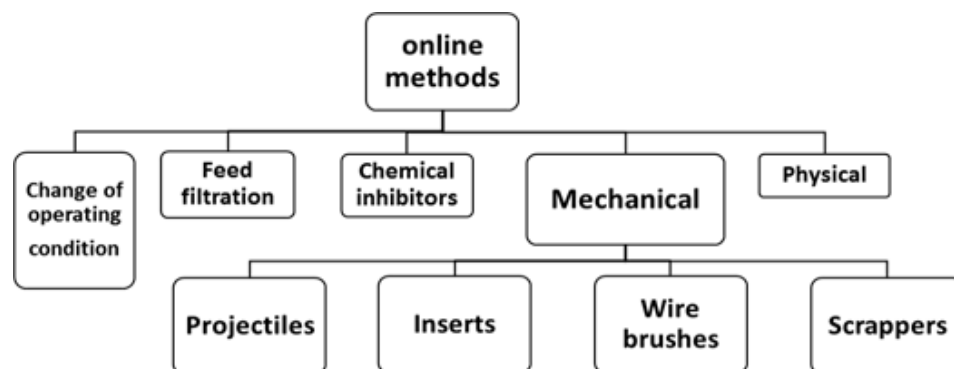 online
methods
Change of
operating
condition
Feed
filtration
Chemical
inhibitors
Mechanical
Physical
Projectiles
Inserts
Wire
brushes
Scrappers